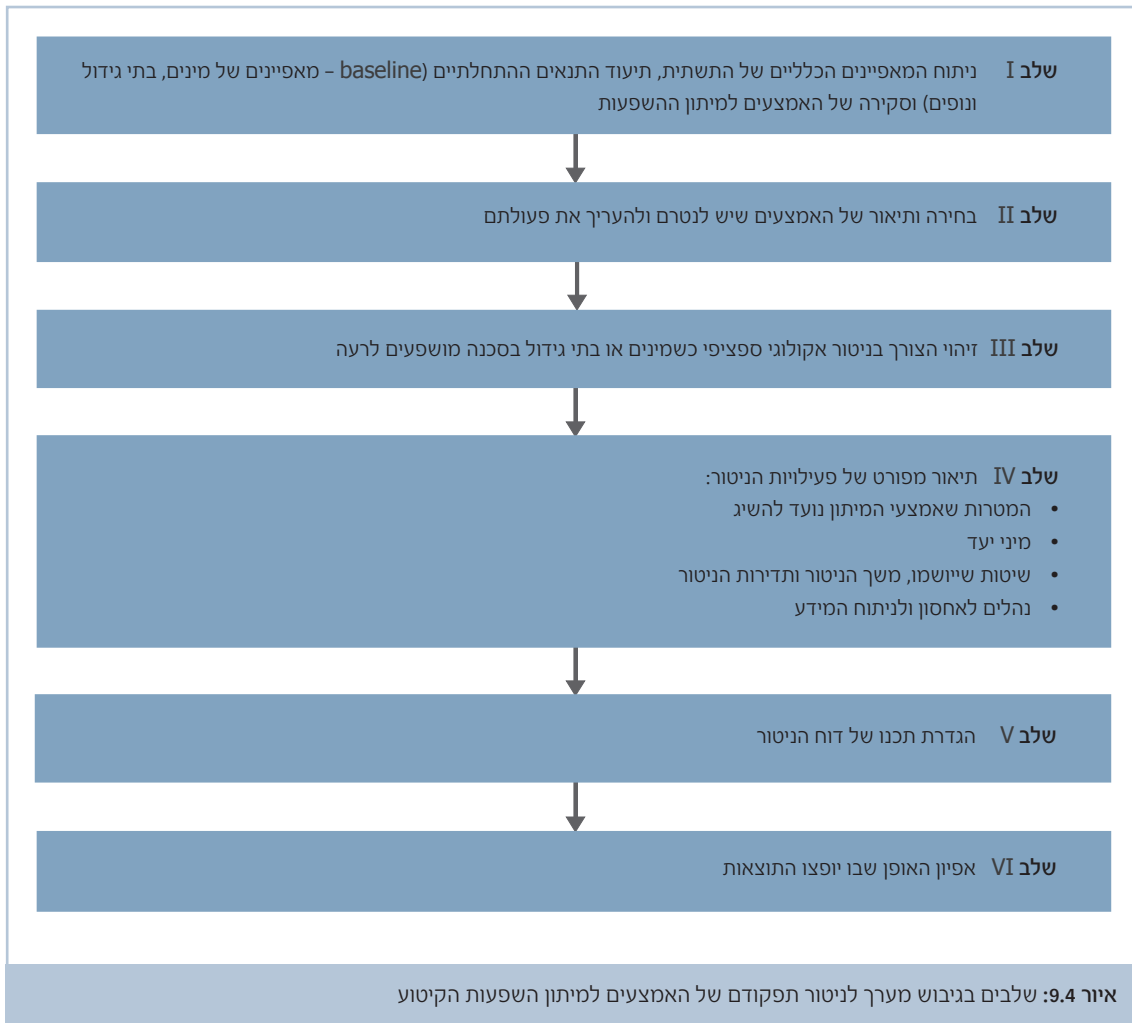 שלב I ניתוח המאפיינים הכלליים של התשתית, תיעוד התנאים ההתחלתיים (baseline – מאפיינים של מינים, בתי גידול
ונופים) וסקירה של האמצעים למיתון ההשפעות
שלב II בחירה ותיאור של האמצעים שיש לנטרם ולהעריך את פעולתם
שלב III זיהוי הצורך בניטור אקולוגי ספציפי כשמינים או בתי גידול בסכנה מושפעים לרעה
שלב IV תיאור מפורט של פעילויות הניטור:
• המטרות שאמצעי המיתון נועד להשיג
• מיני יעד
• שיטות שייושמו, משך הניטור ותדירות הניטור
• נהלים לאחסון ולניתוח המידע
שלב V הגדרת תכנו של דוח הניטור
שלב VI אפיון האופן שבו יופצו התוצאות
איור 9.4: שלבים בגיבוש מערך לניטור תפקודם של האמצעים למיתון השפעות הקיטוע